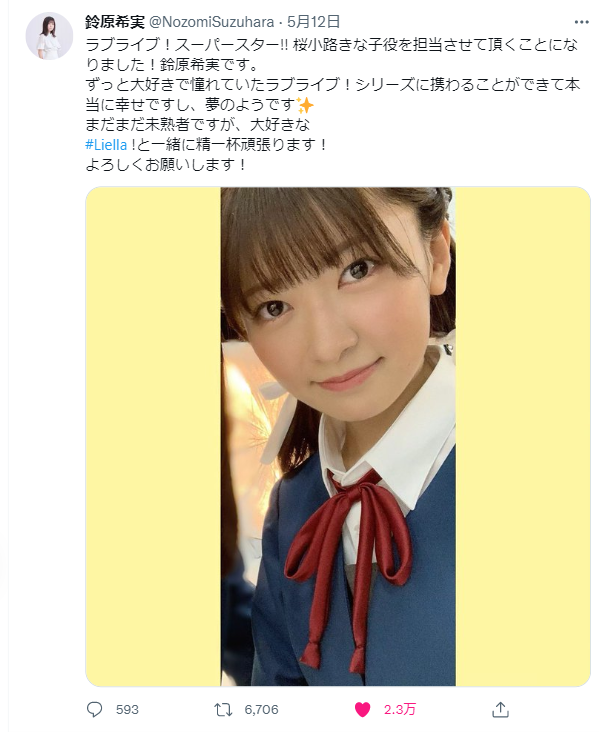 鈴原希実 @NozomiSuzuhara · 5月12日
ラブライブ！スーパースター!! 桜小路きな子役を担当させて頂くことにな
りました！鈴原希実です。
ずっと大好きで憧れていたラブライブ！シリーズに携わることができて本
当に幸せですし、夢のようです✨
まだまだ未熟者ですが、大好きな
#Liella !と一緒に精一杯頑張ります！
よろしくお願いします！
593 6,706 2.3万